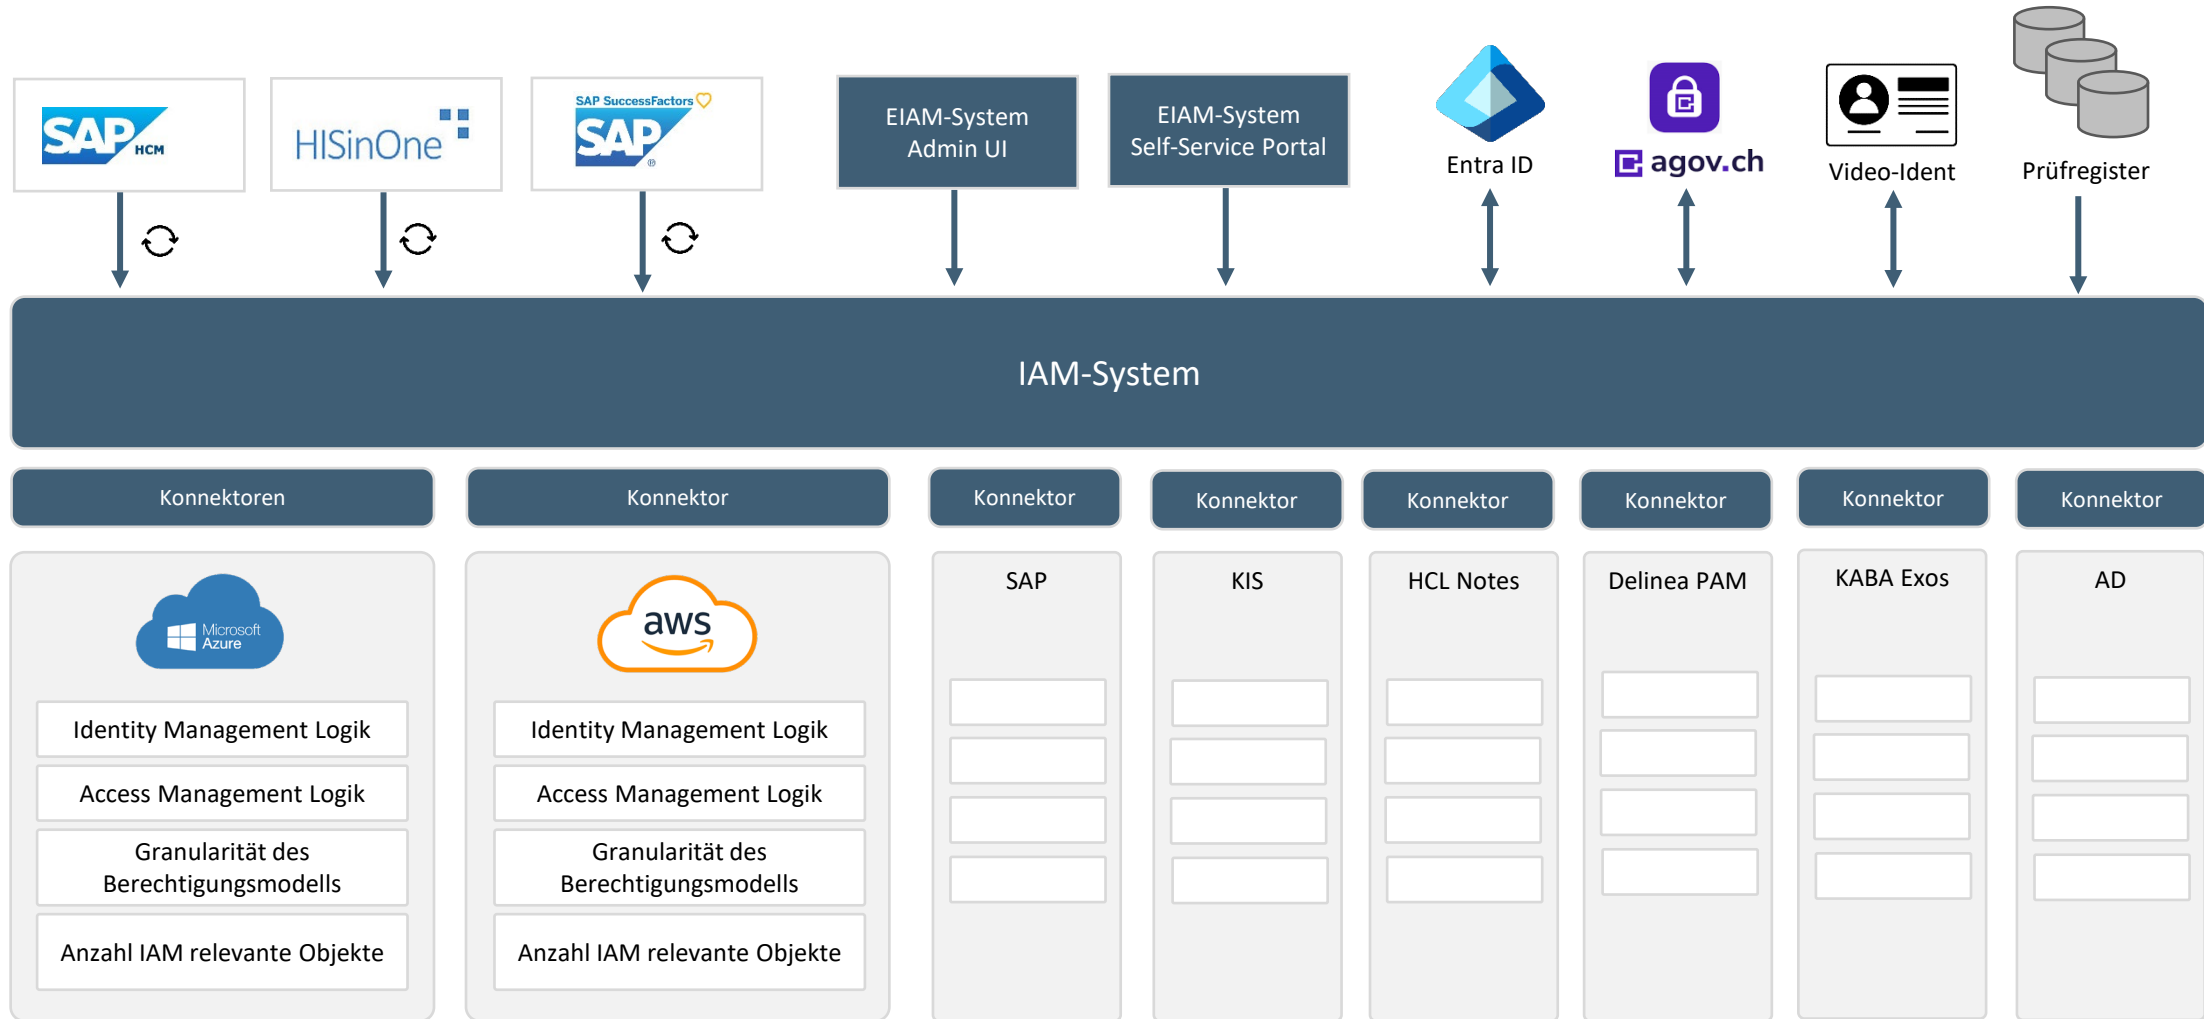 SAP
HCM
HISinOne
SAP SuccessFactors
SAP
®
EIAM-System
Admin UI
EIAM-System
Self-Service Portal
Entra ID
agov.ch
Video-Ident
Prüfregister
IAM-System
Konnektoren
Konnektor
Konnektor
Konnektor
Konnektor
Konnektor
Konnektor
Konnektor
Microsoft
Azure
Identity Management Logik
Access Management Logik
Granularität des
Berechtigungsmodells
Anzahl IAM relevante Objekte
aws
Identity Management Logik
Access Management Logik
Granularität des
Berechtigungsmodells
Anzahl IAM relevante Objekte
SAP
KIS
HCL Notes
Delinea PAM
KABA Exos
AD